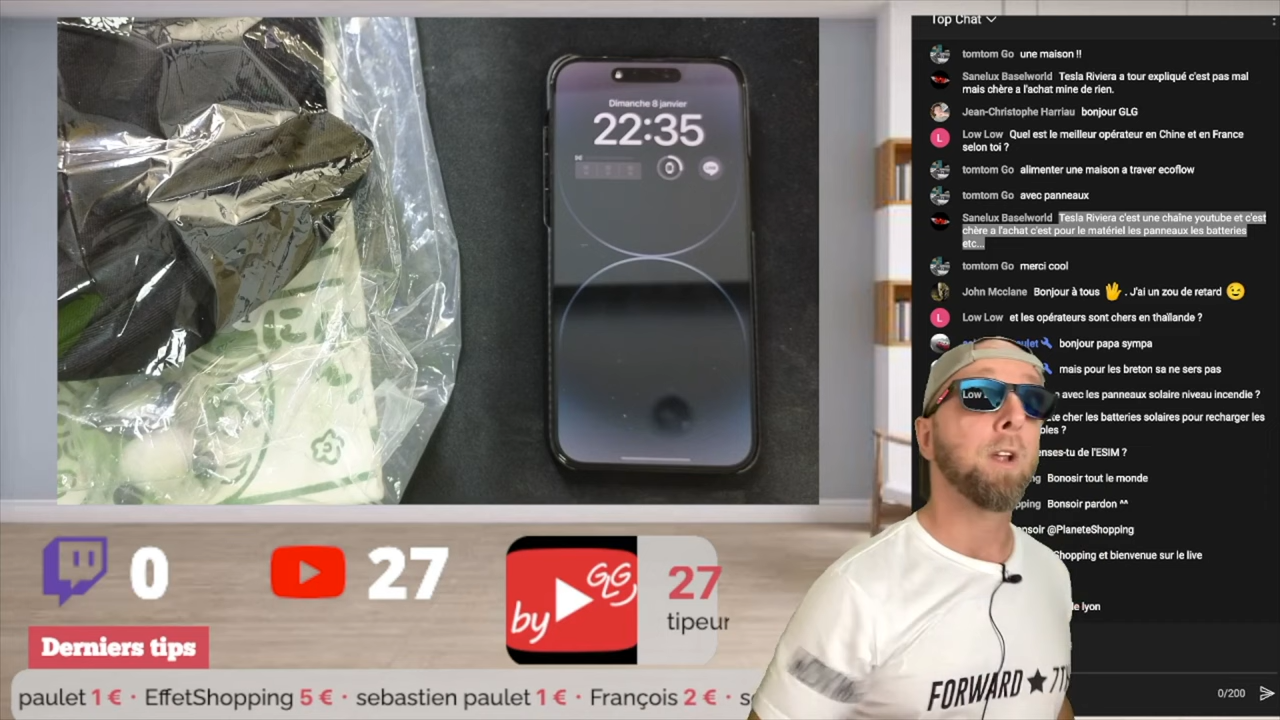 Dimanche 8 janvier
22:35
Top Chat
tomtom Go une maison !!
Sanelux Baselworld Tesla Riviera a tour expliqué c'est pas mal
mais chère a l'achat mine de rien.
Jean-Christophe Harriau bonjour GLG
L Low Low Quel est le meilleur opérateur en Chine et en France
selon toi ?
tomtom Go alimenter une maison a traver ecoflow
tomtom Go avec panneaux
Sanelux Baselworld Tesla Riviera c'est une chaîne youtube et c'est
chère a l'achat c'est pour le matériel les panneaux les batteries
etc...
tomtom Go merci cool
John Mcclane Bonjour à tous 🖖 . J'ai un zou de retard 😉
L Low Low et les opérateurs sont chers en thaïlande ?
bonjour papa sympa
mais pour les breton sa ne sers pas
Low avec les panneaux solaire niveau incendie ?
cher les batteries solaires pour recharger les
enses-tu de l'ESIM ?
Bonosir tout le monde
Bonsoir pardon ^^
@PlaneteShopping
hopping et bienvenue sur le live
de lyon
0/200
0
27
by GLG
27
tipeur
Derniers tips
paulet 1 € · EffetShopping 5 € · sebastien paulet 1 € · François 2 € · s
FORWARD ★ 7T